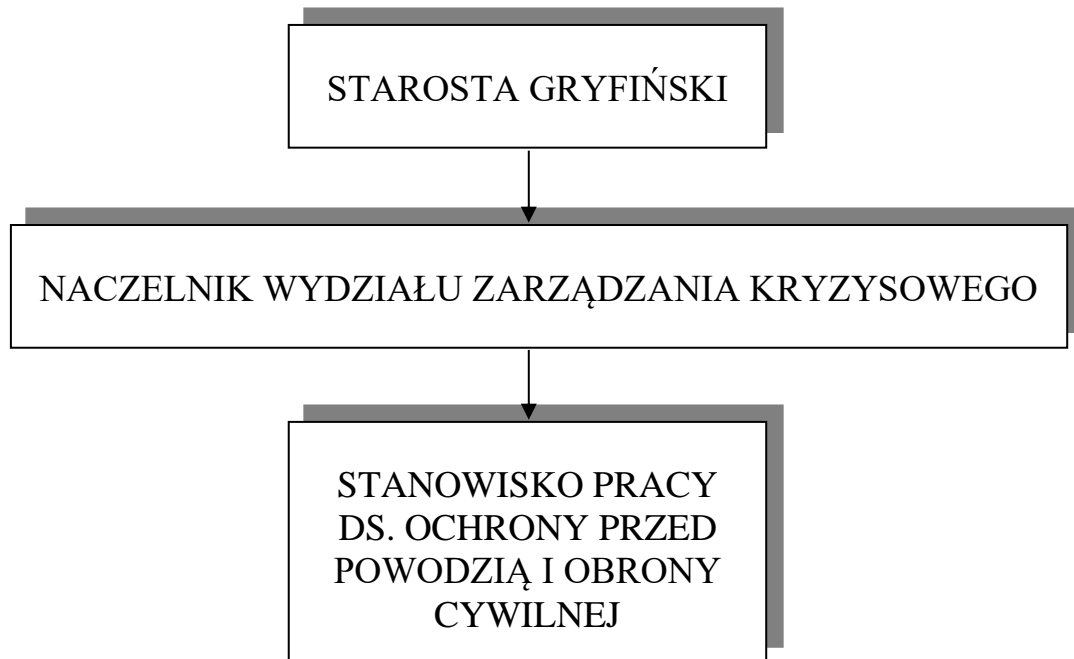 STAROSTA GRYFIŃSKI
NACZELNIK WYDZIAŁU ZARZĄDZANIA KRYZYSOWEGO
STANOWISKO PRACY
DS. OCHRONY PRZED
POWODZIĄ I OBRONY
CYWILNEJ